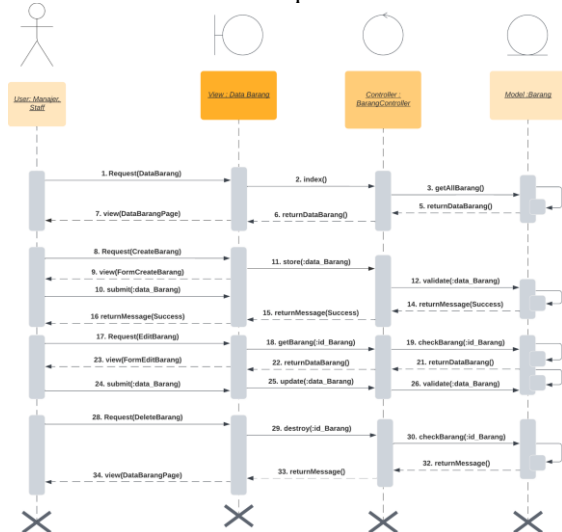 User: Manajer,
Staff
View : Data Barang
Controller :
BarangController
Model :Barang
1. Request(DataBarang)
2. index()
3. getAllBarang()
5. returnDataBarang()
6. returnDataBarang()
7. view(DataBarangPage)
8. Request(CreateBarang)
9. view(FormCreateBarang)
10. submit(:data_Barang)
11. store(:data_Barang)
12. validate(:data_Barang)
14. returnMessage(Success)
15. returnMessage(Success)
16 returnMessage(Success)
17. Request(EditBarang)
18. getBarang(:id_Barang)
19. checkBarang(:id_Barang)
21. returnDataBarang()
22. returnDataBarang()
23. view(FormEditBarang)
24. submit(:data_Barang)
25. update(:data_Barang)
26. validate(:data_Barang)
28. Request(DeleteBarang)
29. destroy(:id_Barang)
30. checkBarang(:id_Barang)
32. returnMessage()
33. returnMessage()
34. view(DataBarangPage)